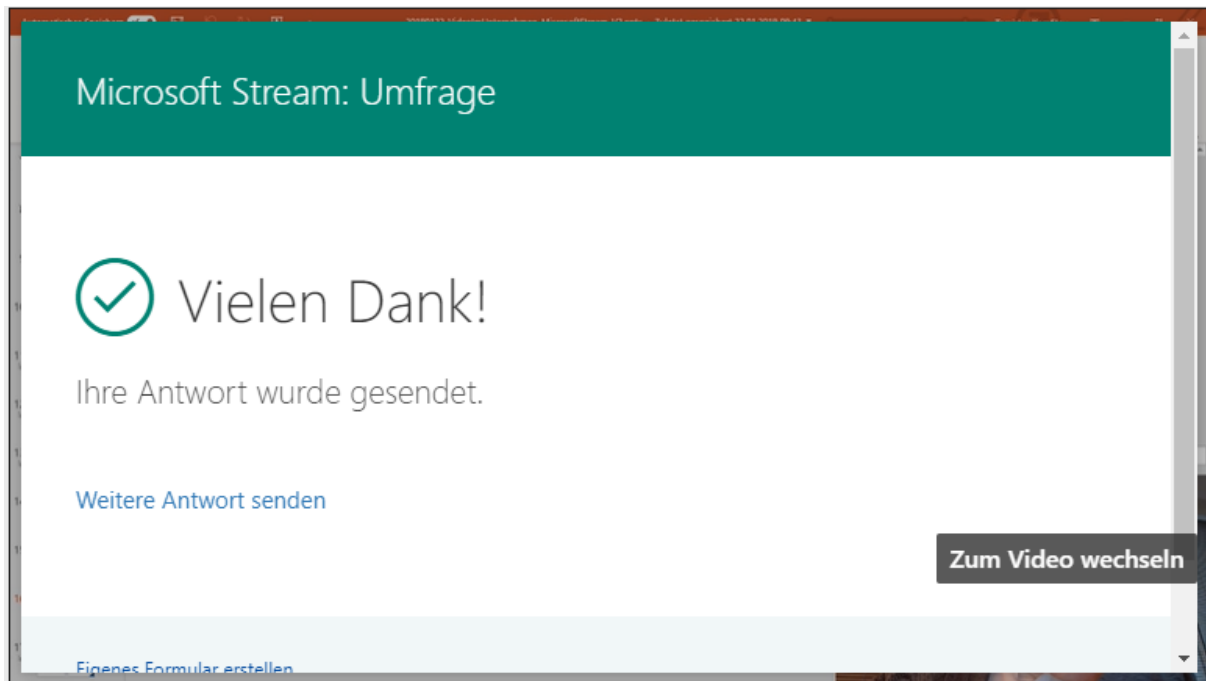 Microsoft Stream: Umfrage
Vielen Dank!
Ihre Antwort wurde gesendet.
Weitere Antwort senden
Zum Video wechseln
Eigenes Formular erstellen